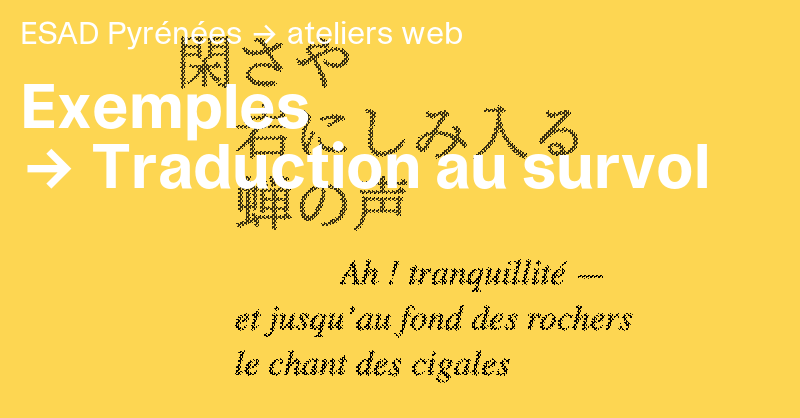 ESAD Pyrénées → ateliers web
閑さや
Exemples
岩にしみ入る
→ Traduction au survol
蝉の声
Ah ! tranquillité —
et jusqu’au fond des rochers
le chant des cigales